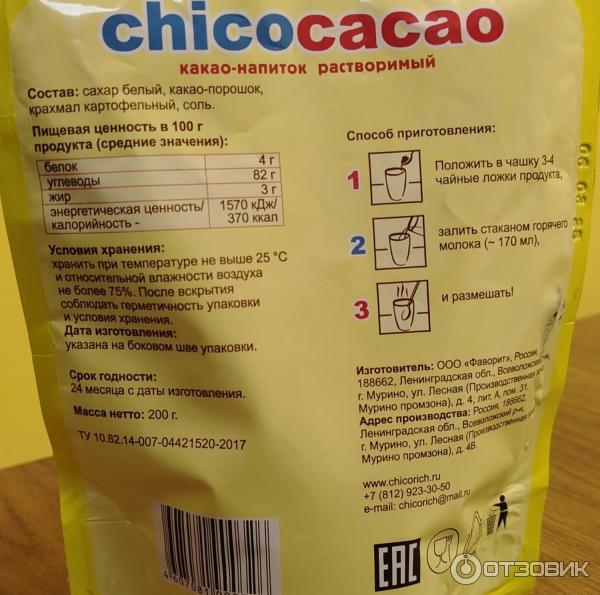 chicocacao
какао-напиток растворимый
Состав: сахар белый, какао-порошок,
крахмал картофельный, соль.
Пищевая ценность в 100 г
продукта (средние значения):
белок 4 г
углеводы 82 г
жир 3 г
энергетическая ценность/ 1570 кДж/
калорийность - 370 ккал
Условия хранения:
хранить при температуре не выше 25 °С
и относительной влажности воздуха
не более 75%. После вскрытия
соблюдать герметичность упаковки
и условия хранения.
Дата изготовления:
указана на боковом шве упаковки.
Срок годности:
24 месяца с даты изготовления.
Масса нетто: 200 г.
ТУ 10.82.14-007-04421520-2017
Способ приготовления:
1 Положить в чашку 3-4
чайные ложки продукта,
2 залить стаканом горячего
молока (~ 170 мл),
3 и размешать!
Изготовитель: ООО «Фаворит», Россия,
188662, Ленинградская обл., Всеволожский
г. Мурино, ул. Лесная (Производственная
Мурино промзона), д. 4, лит. А, пом. 31.
Адрес производства: Россия, 188662,
Ленинградская обл., Всеволожский р-н,
г. Мурино, ул. Лесная (Производственная
Мурино промзона), д. 4В.
www.chicorich.ru
+7 (812) 923-30-50
e-mail: chicorich@mail.ru
EAC
ОТЗОВИК